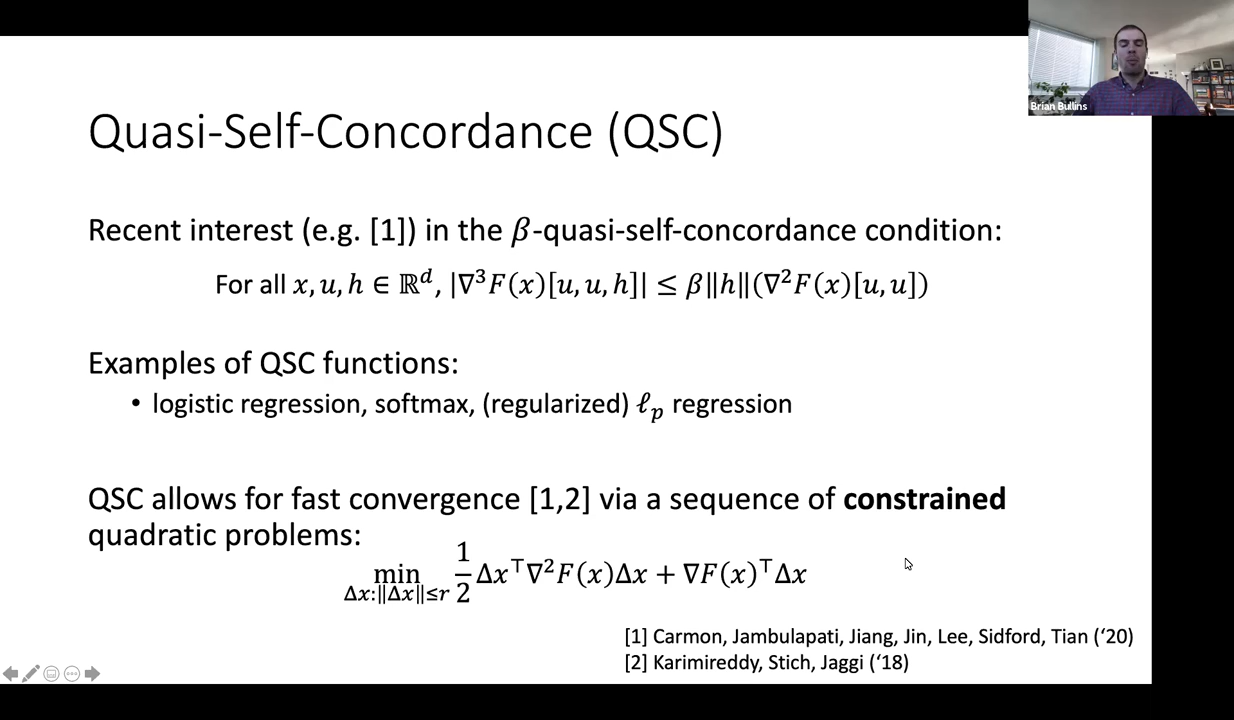 Brian Bullins
Quasi-Self-Concordance (QSC)
Recent interest (e.g. [1]) in the β-quasi-self-concordance condition:
For all x, u, h ∈ ℝᵈ, |∇³F(x)[u, u, h]| ≤ β‖h‖(∇²F(x)[u, u])
Examples of QSC functions:
• logistic regression, softmax, (regularized) ℓₚ regression
QSC allows for fast convergence [1,2] via a sequence of constrained
quadratic problems:
min_{Δx:‖Δx‖≤r} 1/2 Δx⊤∇²F(x)Δx + ∇F(x)⊤Δx
[1] Carmon, Jambulapati, Jiang, Jin, Lee, Sidford, Tian (‘20)
[2] Karimireddy, Stich, Jaggi (‘18)